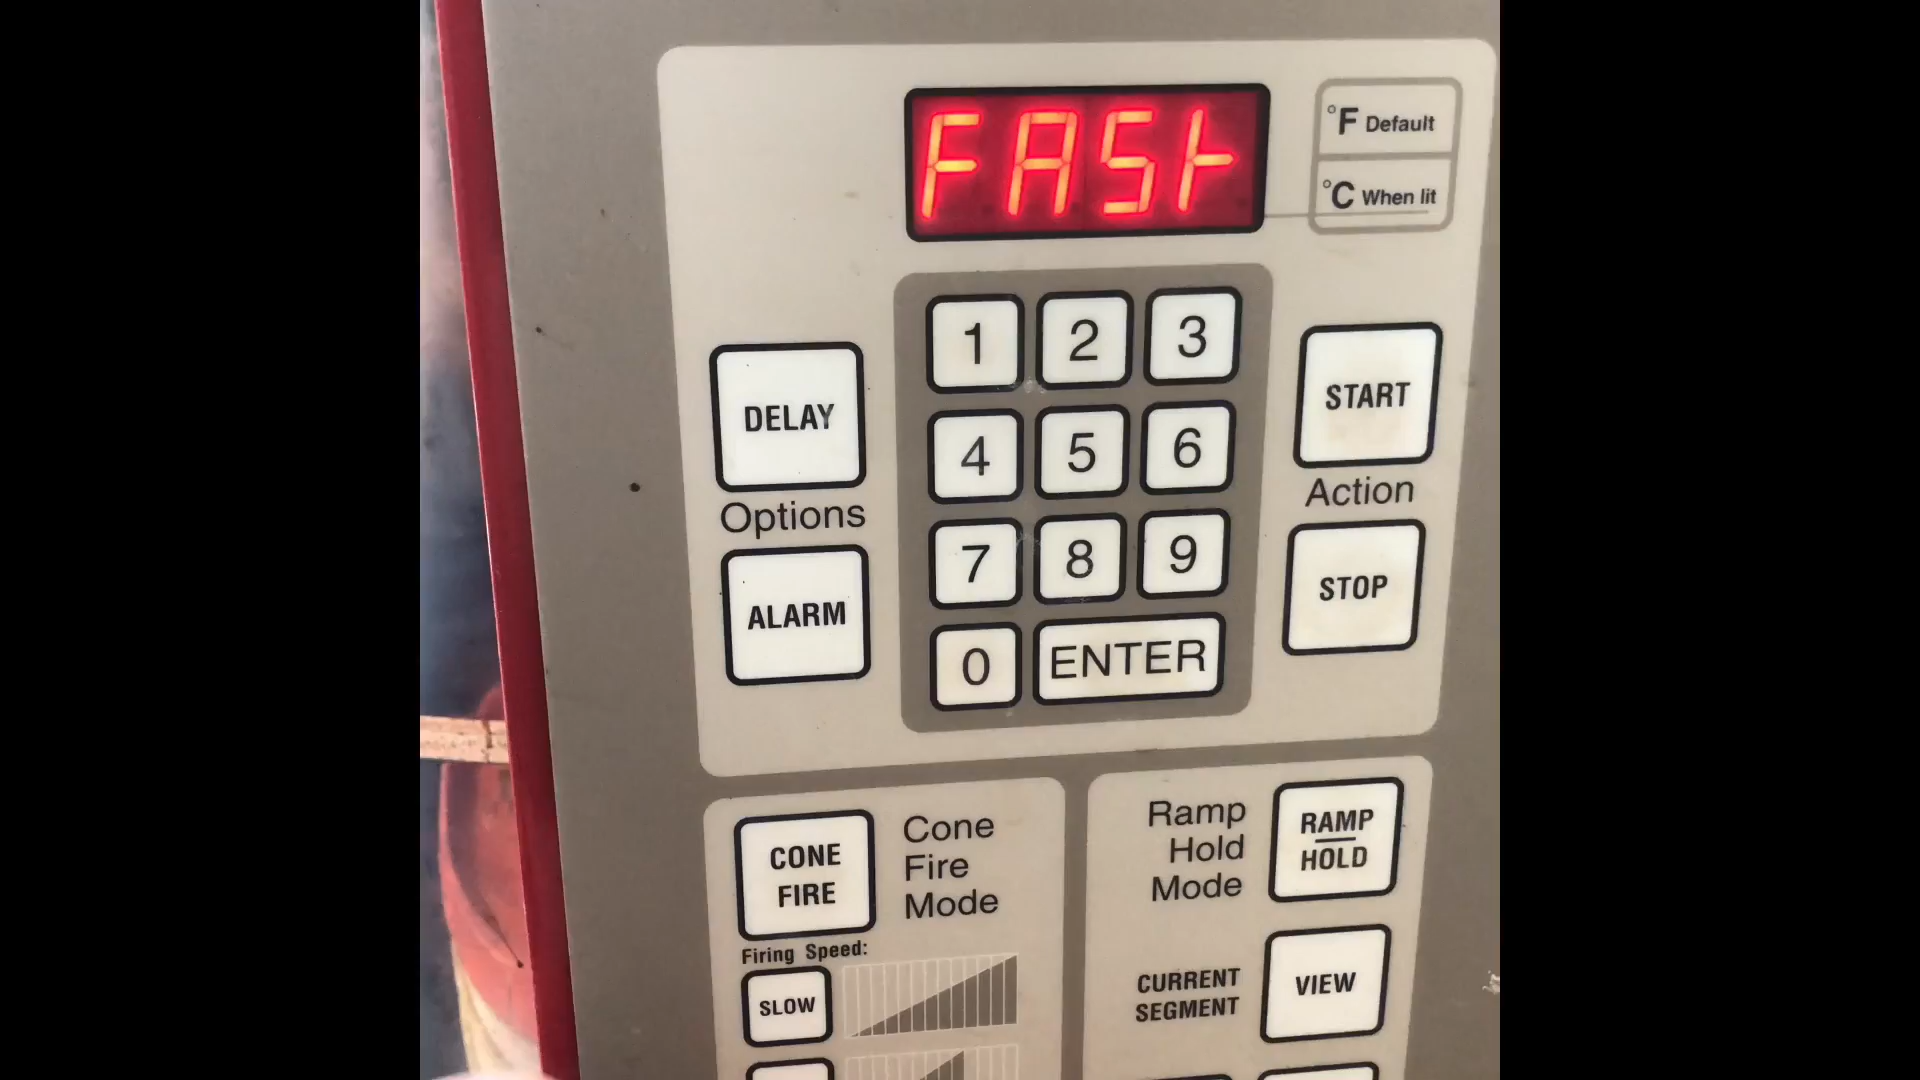 FASt
°F Default
°C When lit
1 2 3
DELAY
4 5 6
START
Options
Action
7 8 9
ALARM
STOP
0 ENTER
CONE
FIRE
Cone
Fire
Mode
Ramp
Hold
Mode
RAMP
HOLD
Firing Speed:
SLOW
CURRENT
SEGMENT
VIEW